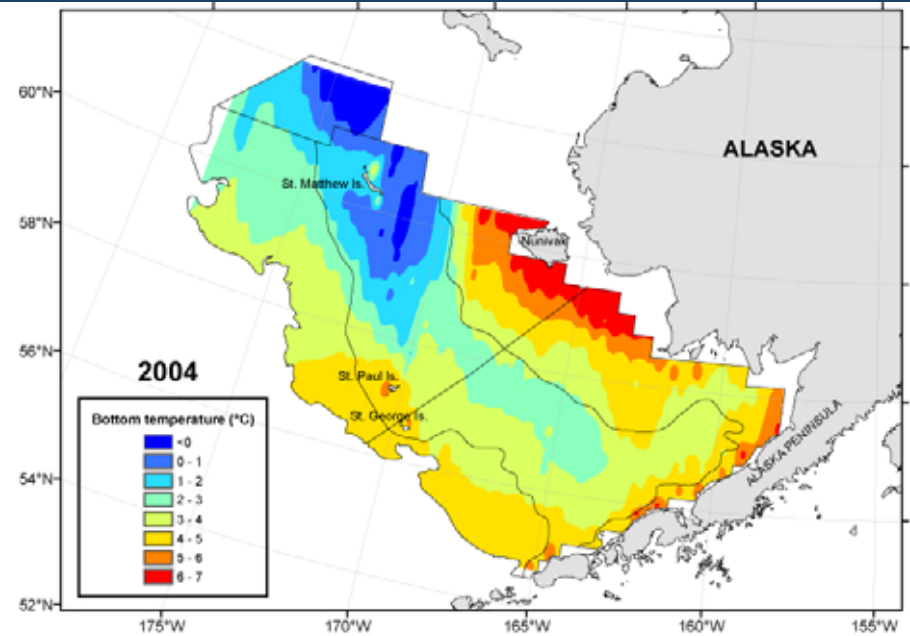 60°N
58°N
56°N
54°N
52°N
ALASKA
St. Matthew Is.
Nunivak
2004
St. Paul Is.
St. George Is.
ALASKA PENINSULA
Bottom temperature (°C)
<0
0 - 1
1 - 2
2 - 3
3 - 4
4 - 5
5 - 6
6 - 7
175°W
170°W
165°W
160°W
155°W